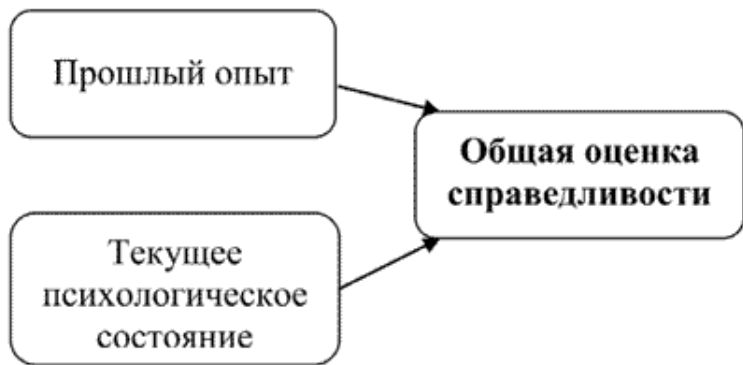 Прошлый опыт
Общая оценка
справедливости
Текущее
психологическое
состояние